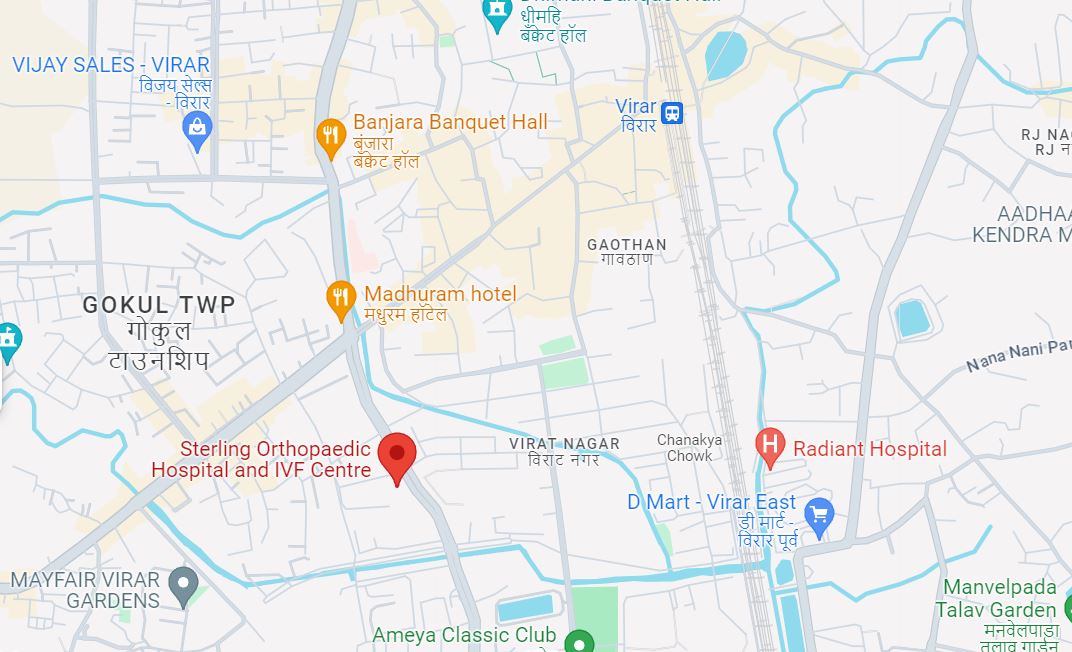 धीमहि
बँक्वेट हॉल
VIJAY SALES - VIRAR
विजय सेल्स
- विरार
Virar
विरार
Banjara Banquet Hall
बंजारा
बँक्वेट हॉल
RJ
RJ
AADHAA
KENDRA M
GAOTHAN
गावठाण
GOKUL TWP
गोकुल
टाउनशिप
Madhuram hotel
मधुरम हॉटेल
Nana Nani Par
Sterling Orthopaedic
Hospital and IVF Centre
VIRAT NAGAR
विराट नगर
Chanakya
Chowk
Radiant Hospital
D Mart - Virar East
डी मार्ट -
विरार पूर्व
MAYFAIR VIRAR
GARDENS
Manvelpada
Talav Garden
मनवेलपाडा
तलाव गार्डन
Ameya Classic Club